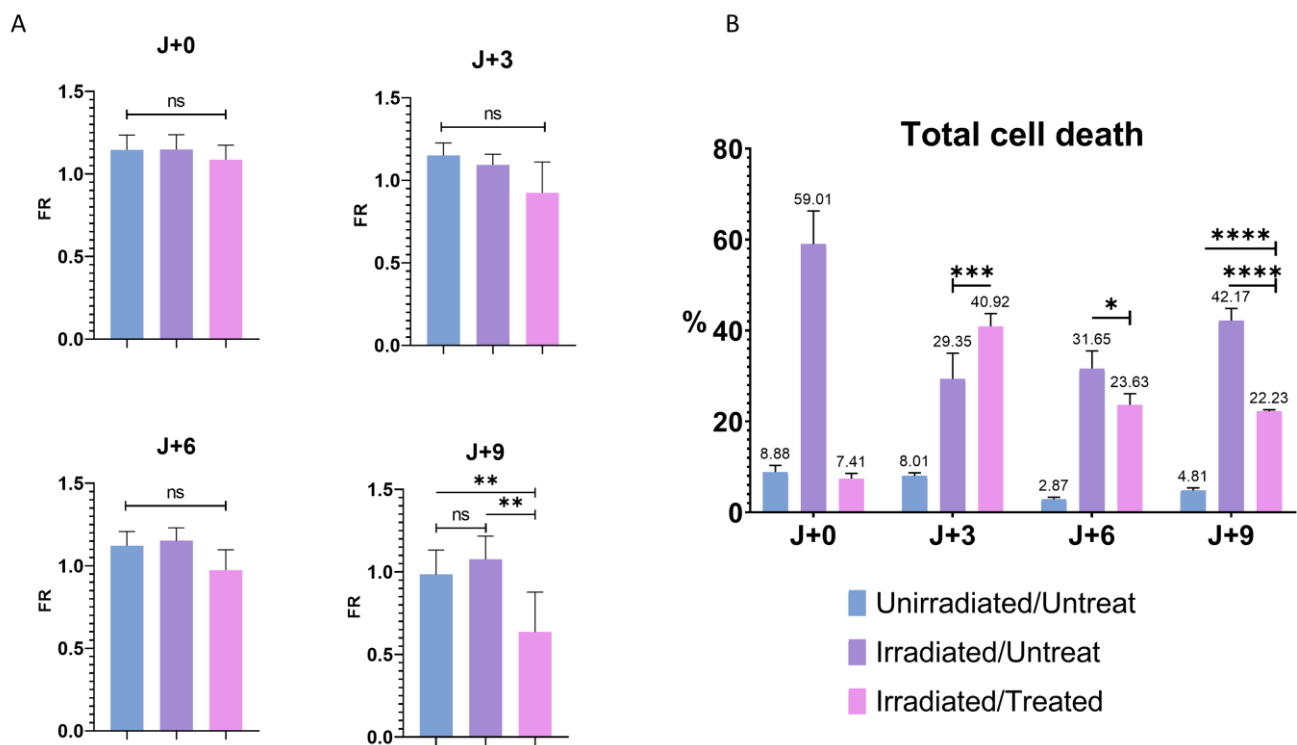 A
J+0
1.5
1.0
0.5
0.0
FR
ns
J+3
1.5
1.0
0.5
0.0
FR
ns
J+6
1.5
1.0
0.5
0.0
FR
ns
J+9
1.5
1.0
0.5
0.0
FR
**
ns
**
B
Total cell death
80
60
40
20
0
%
8.88
59.01
7.41
8.01
29.35
40.92
***
2.87
31.65
23.63
*
4.81
42.17
22.23
****
****
J+0 J+3 J+6 J+9
Unirradiated/Untreat
Irradiated/Untreat
Irradiated/Treated